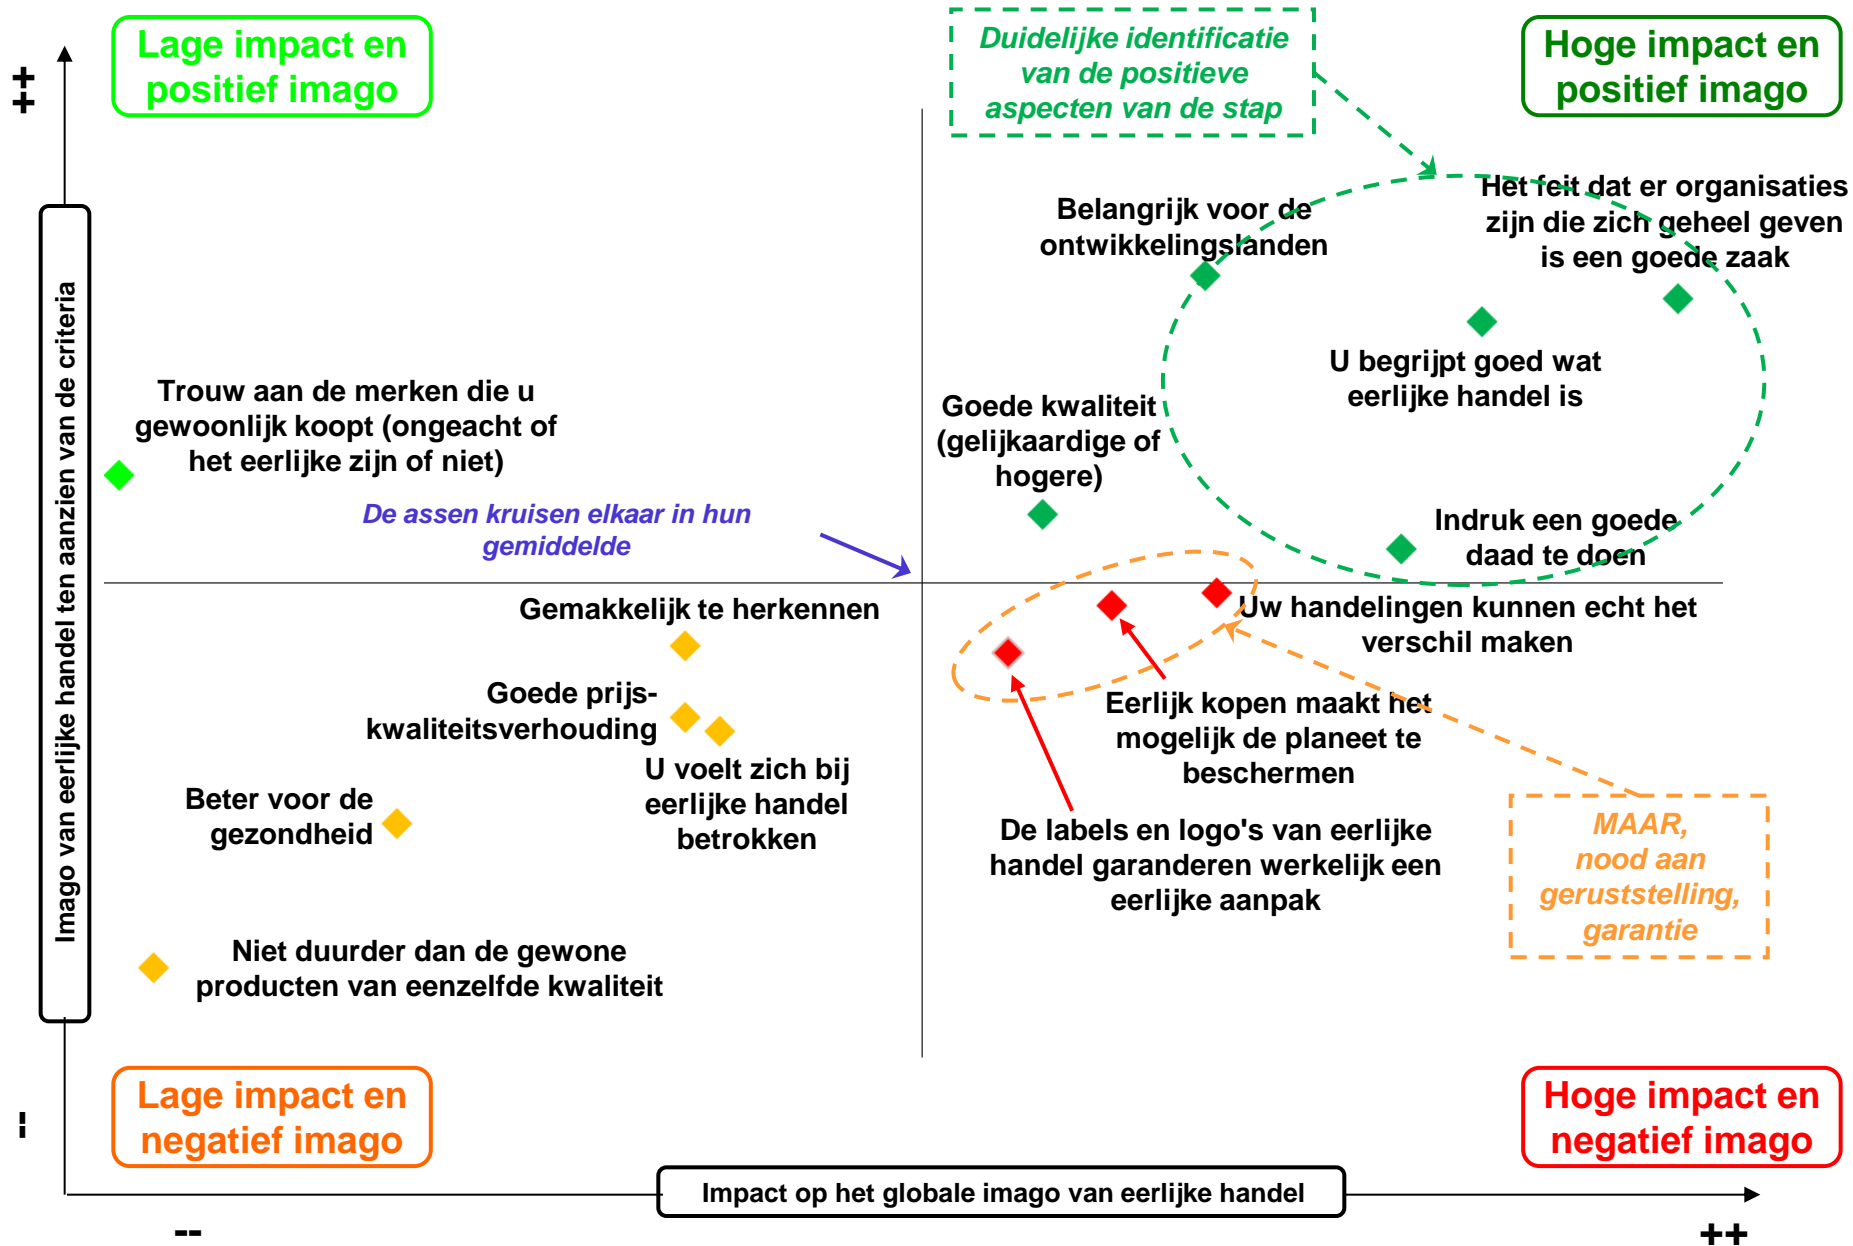 Lage impact en
positief imago
Duidelijke identificatie
van de positieve
aspecten van de stap
Hoge impact en
positief imago
++
Het feit dat er organisaties
zijn die zich geheel geven
is een goede zaak
Belangrijk voor de
ontwikkelingslanden
Imago van eerlijke handel ten aanzien van de criteria
U begrijpt goed wat
eerlijke handel is
Trouw aan de merken die u
gewoonlijk koopt (ongeacht of
het eerlijke zijn of niet)
Goede kwaliteit
(gelijkaardige of
hogere)
De assen kruisen elkaar in hun
gemiddelde
Indruk een goede
daad te doen
Gemakkelijk te herkennen
Uw handelingen kunnen echt het
verschil maken
Goede prijs-
kwaliteitsverhouding
Eerlijk kopen maakt het
mogelijk de planeet te
beschermen
U voelt zich bij
eerlijke handel
betrokken
Beter voor de
gezondheid
De labels en logo's van eerlijke
handel garanderen werkelijk een
eerlijke aanpak
MAAR,
nood aan
geruststelling,
garantie
Niet duurder dan de gewone
producten van eenzelfde kwaliteit
--
Lage impact en
negatief imago
Hoge impact en
negatief imago
Impact op het globale imago van eerlijke handel
--
++